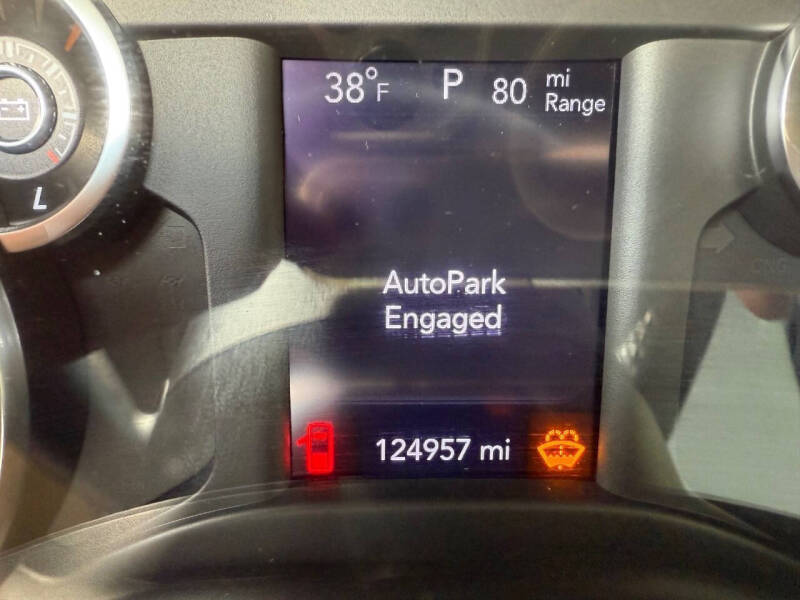 38°F P 80 mi
Range
L
AutoPark
Engaged
124957 mi